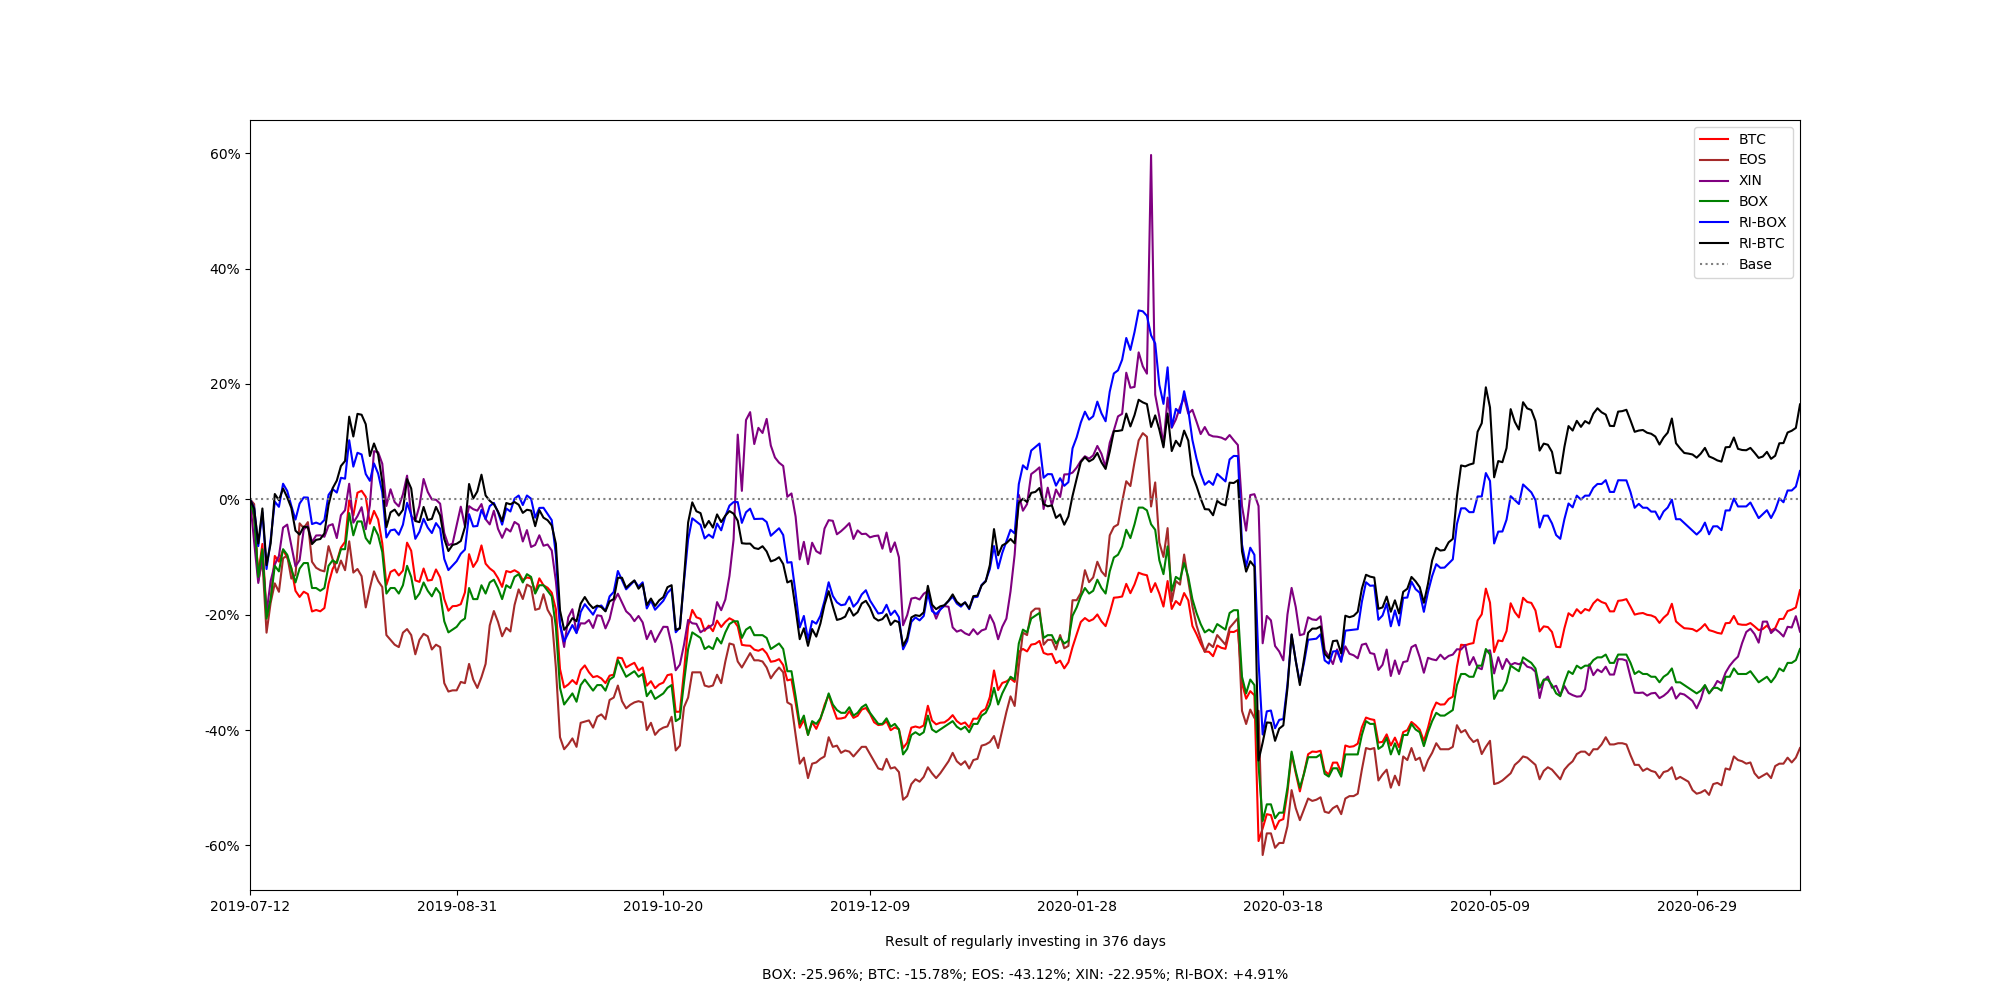 60%
40%
20%
0%
-20%
-40%
-60%
BTC
EOS
XIN
BOX
RI-BOX
RI-BTC
Base
2019-07-12 2019-08-31 2019-10-20 2019-12-09 2020-01-28 2020-03-18 2020-05-09 2020-06-29
Result of regularly investing in 376 days
BOX: -25.96%; BTC: -15.78%; EOS: -43.12%; XIN: -22.95%; RI-BOX: +4.91%